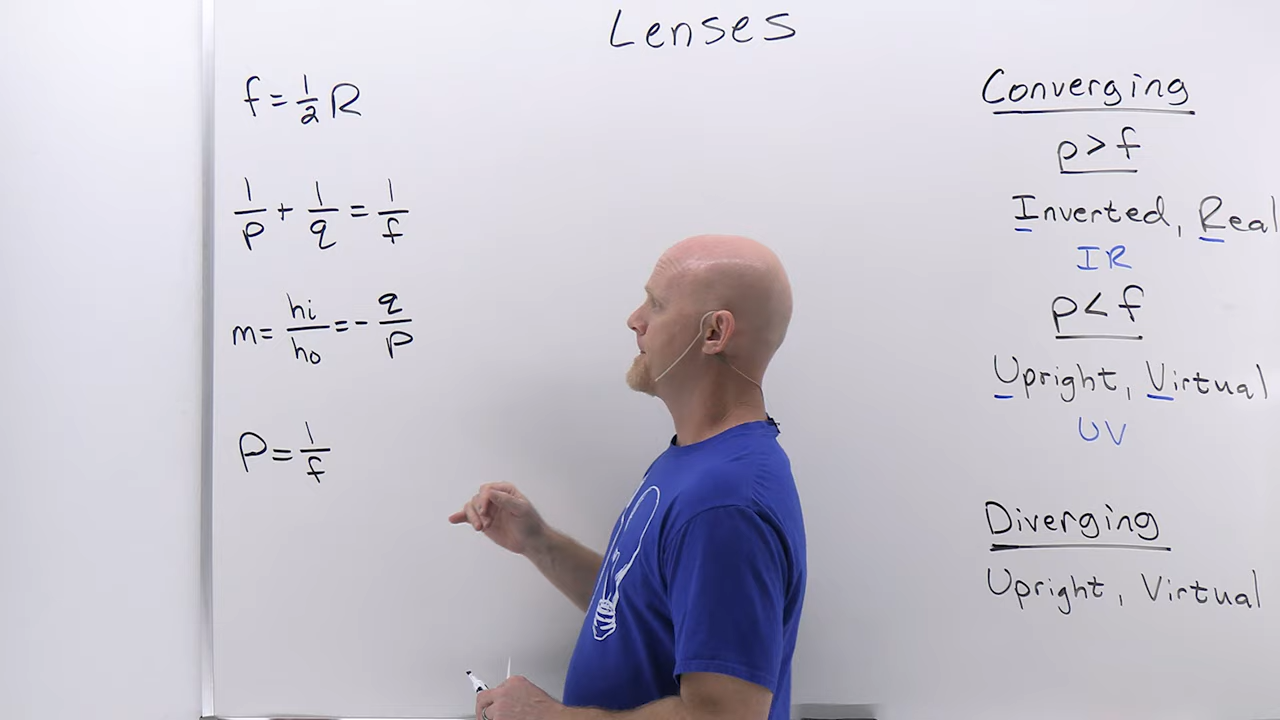 Lenses
f = 1/2 R
1/p + 1/q = 1/f
m = hi/ho = - q/p
P = 1/f
Converging
p > f
Inverted, Real
IR
p < f
Upright, Virtual
UV
Diverging
Upright, Virtual